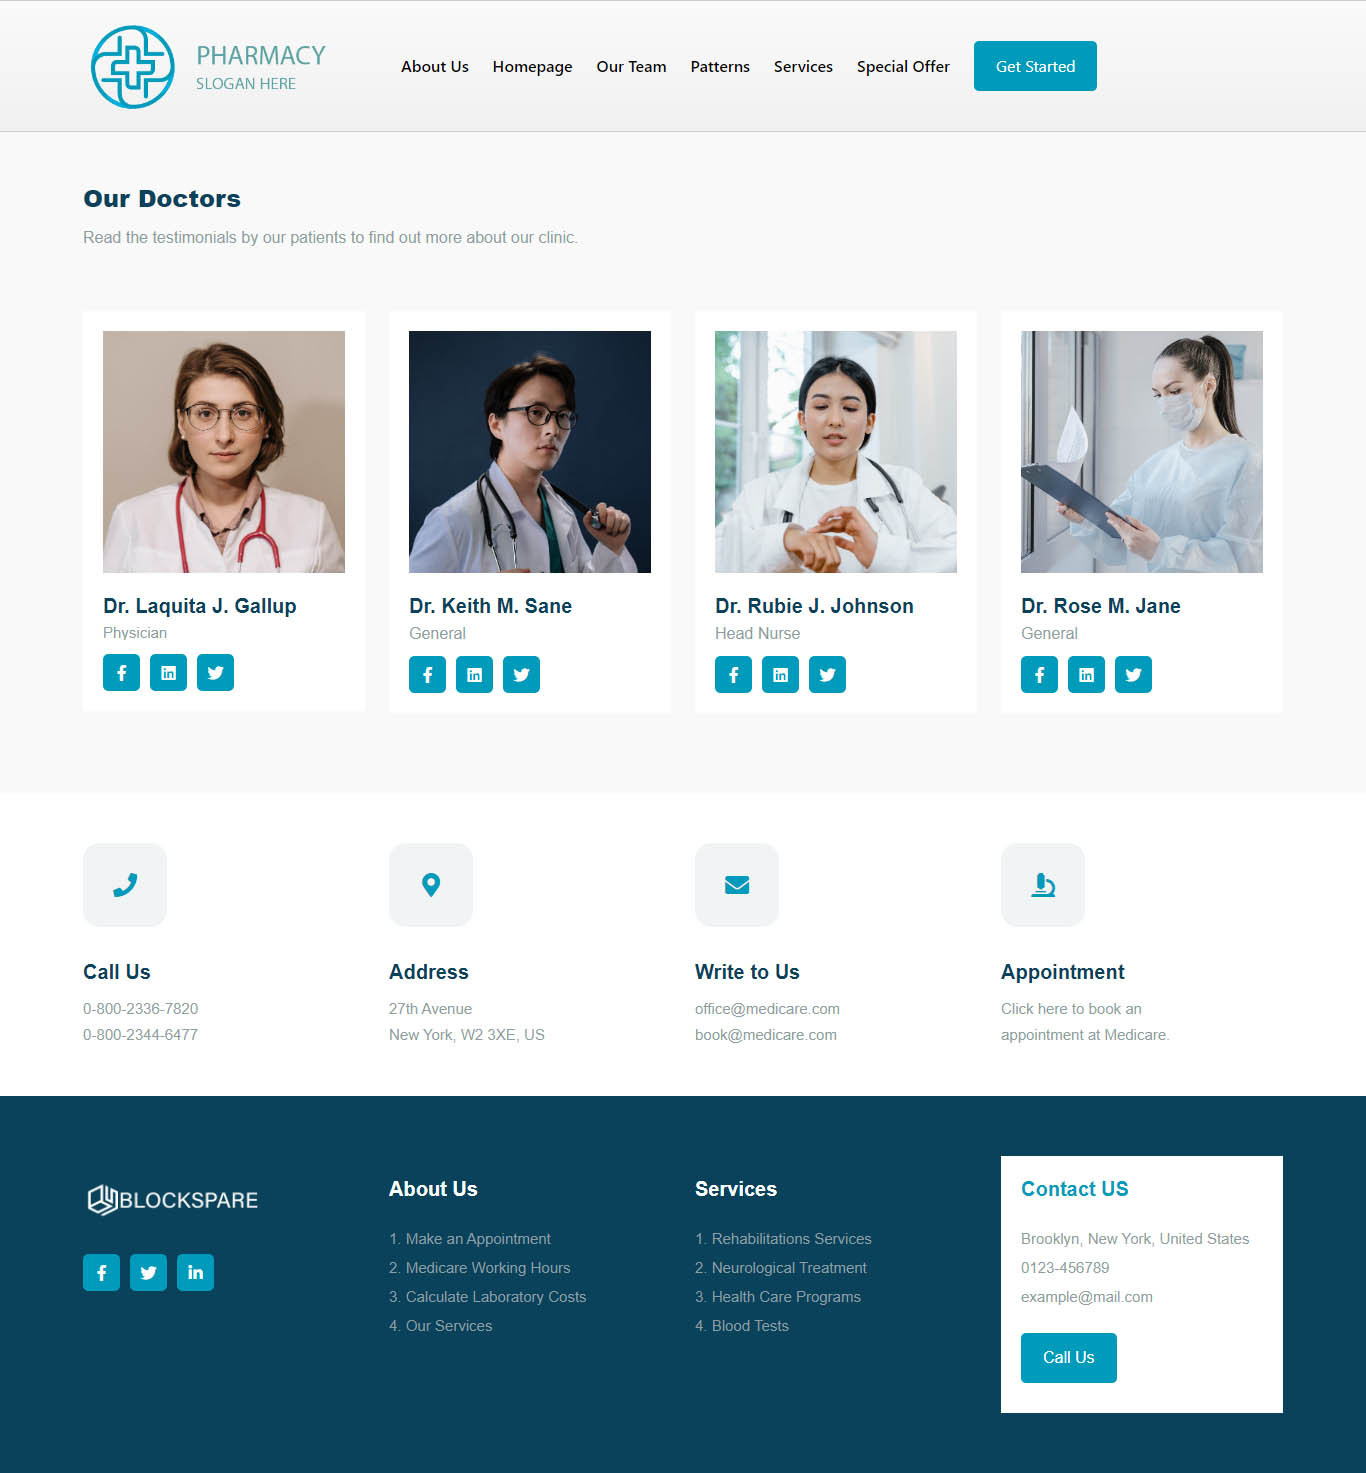 PHARMACY
SLOGAN HERE
About Us Homepage Our Team Patterns Services Special Offer Get Started
Our Doctors
Read the testimonials by our patients to find out more about our clinic.
Dr. Laquita J. Gallup
Physician
Dr. Keith M. Sane
General
Dr. Rubie J. Johnson
Head Nurse
Dr. Rose M. Jane
General
Call Us
0-800-2336-7820
0-800-2344-6477
Address
27th Avenue
New York, W2 3XE, US
Write to Us
office@medicare.com
book@medicare.com
Appointment
Click here to book an
appointment at Medicare.
BLOCKSPARE
About Us
1. Make an Appointment
2. Medicare Working Hours
3. Calculate Laboratory Costs
4. Our Services
Services
1. Rehabilitations Services
2. Neurological Treatment
3. Health Care Programs
4. Blood Tests
Contact US
Brooklyn, New York, United States
0123-456789
example@mail.com
Call Us